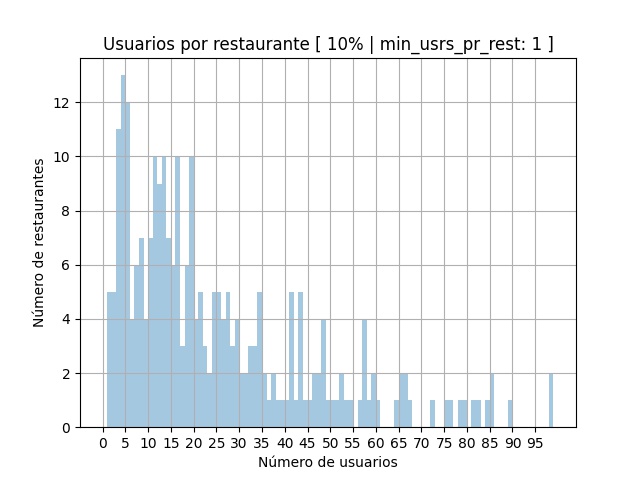 Usuarios por restaurante [ 10% | min_usrs_pr_rest: 1 ]
12
10
8
6
4
2
0
Número de restaurantes
0 5 10 15 20 25 30 35 40 45 50 55 60 65 70 75 80 85 90 95
Número de usuarios